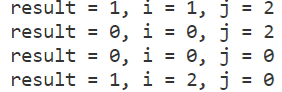 result = 1, i = 1, j = 2
result = 0, i = 0, j = 2
result = 0, i = 0, j = 0
result = 1, i = 2, j = 0